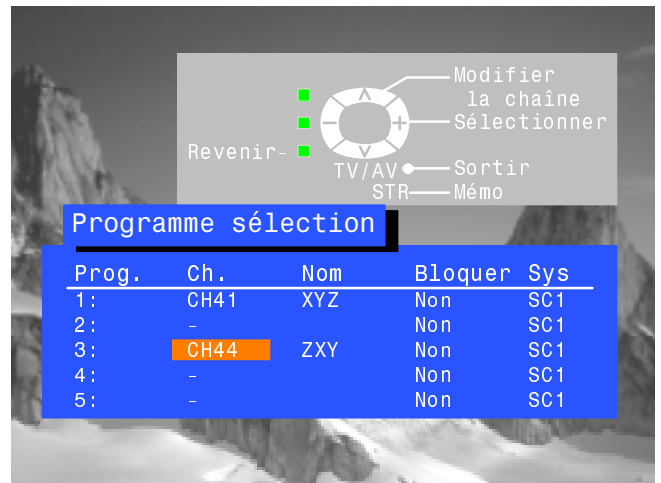 Modifier
la chaîne
Sélectionner
Revenir
TV/AV Sortir
STR Mémo
Programme sélection
Prog. Ch. Nom Bloquer Sys
1: CH41 XYZ Non SC1
2: - Non SC1
3: CH44 ZXY Non SC1
4: - Non SC1
5: - Non SC1